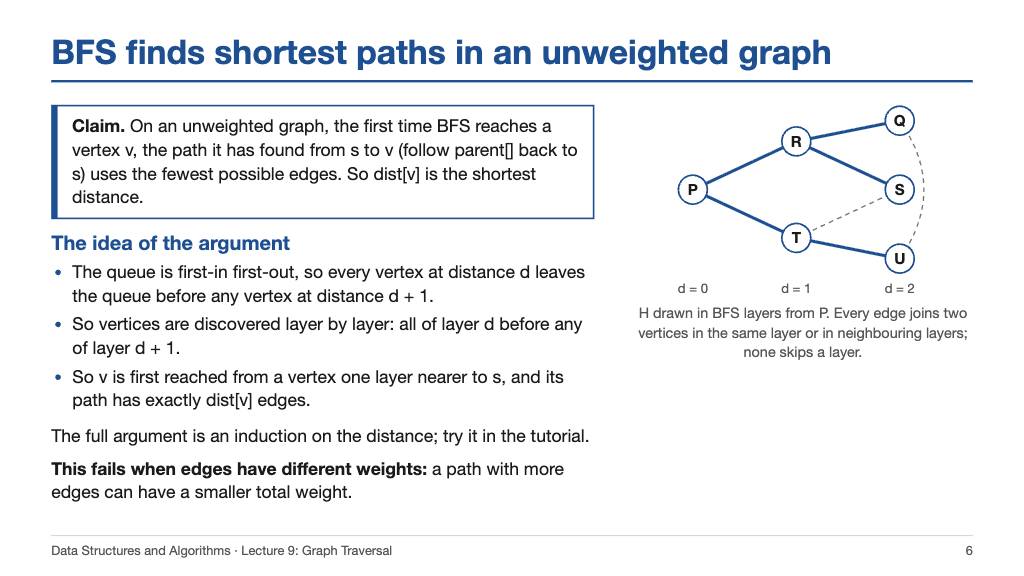 BFS finds shortest paths in an unweighted graph
Claim. On an unweighted graph, the first time BFS reaches a
vertex v, the path it has found from s to v (follow parent[] back to
s) uses the fewest possible edges. So dist[v] is the shortest
distance.
The idea of the argument
• The queue is first-in first-out, so every vertex at distance d leaves
the queue before any vertex at distance d + 1.
• So vertices are discovered layer by layer: all of layer d before any
of layer d + 1.
• So v is first reached from a vertex one layer nearer to s, and its
path has exactly dist[v] edges.
The full argument is an induction on the distance; try it in the tutorial.
This fails when edges have different weights: a path with more
edges can have a smaller total weight.
Q
R
P
S
T
U
d = 0 d = 1 d = 2
H drawn in BFS layers from P. Every edge joins two
vertices in the same layer or in neighbouring layers;
none skips a layer.
Data Structures and Algorithms · Lecture 9: Graph Traversal
6